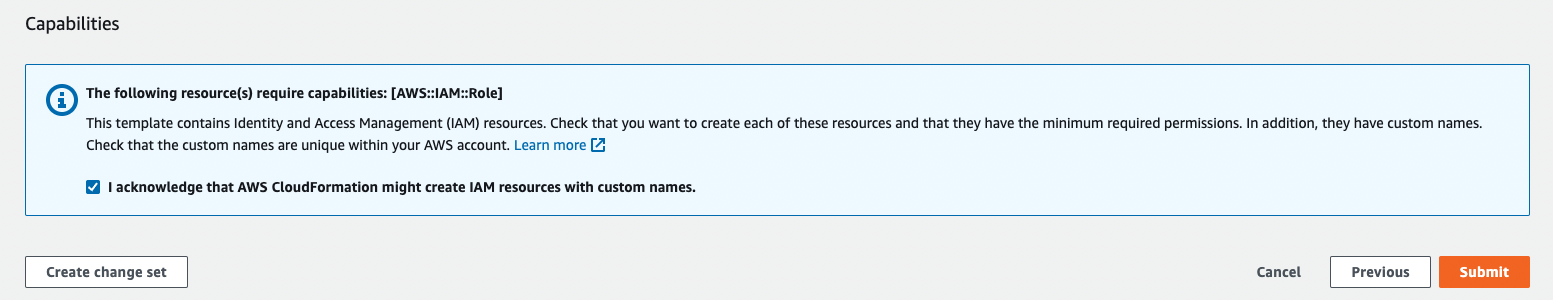 Capabilities
The following resource(s) require capabilities: [AWS::IAM::Role]
This template contains Identity and Access Management (IAM) resources. Check that you want to create each of these resources and that they have the minimum required permissions. In addition, they have custom names.
Check that the custom names are unique within your AWS account. Learn more
I acknowledge that AWS CloudFormation might create IAM resources with custom names.
Create change set Cancel Previous Submit